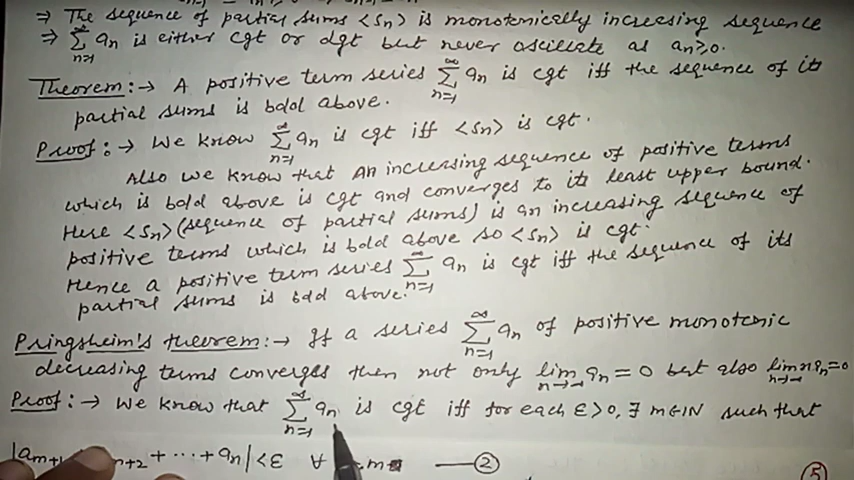 ⇒ The sequence of partial sums <Sn> is monotonically increasing sequence
⇒ ∑_{n=1}^{∞} an is either cgt or dgt but never oscillate as an≥0.
Theorem:→ A positive term series ∑_{n=1}^{∞} an is cgt iff the sequence of its
partial sums is bdd above.
Proof:→ We know ∑_{n=1}^{∞} an is cgt iff <Sn> is cgt.
Also we know that An increasing sequence of positive terms
which is bdd above is cgt and converges to its least upper bound.
Here <Sn> (sequence of partial sums) is an increasing sequence of
positive terms which is bdd above so <Sn> is cgt.
Hence a positive term series ∑_{n=1}^{∞} an is cgt iff the sequence of its
partial sums is bdd above.
Pringsheim's theorem:→ If a series ∑_{n=1}^{∞} an of positive monotonic
decreasing terms converges then not only lim_{n→∞} an = 0 but also lim_{n→∞} n an = 0
Proof:→ We know that ∑_{n=1}^{∞} an is cgt iff for each ε>0, ∃ m∈IN such that
|am+1 m+2 + ⋯ + an| < ε ∀ m — ②
⑤